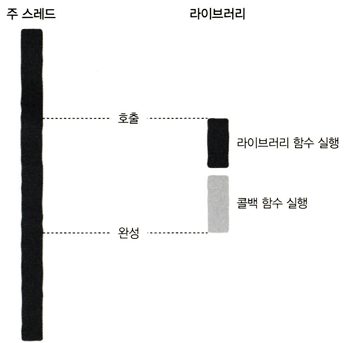 주 스레드
라이브러리
호출
라이브러리 함수 실행
콜백 함수 실행
완성